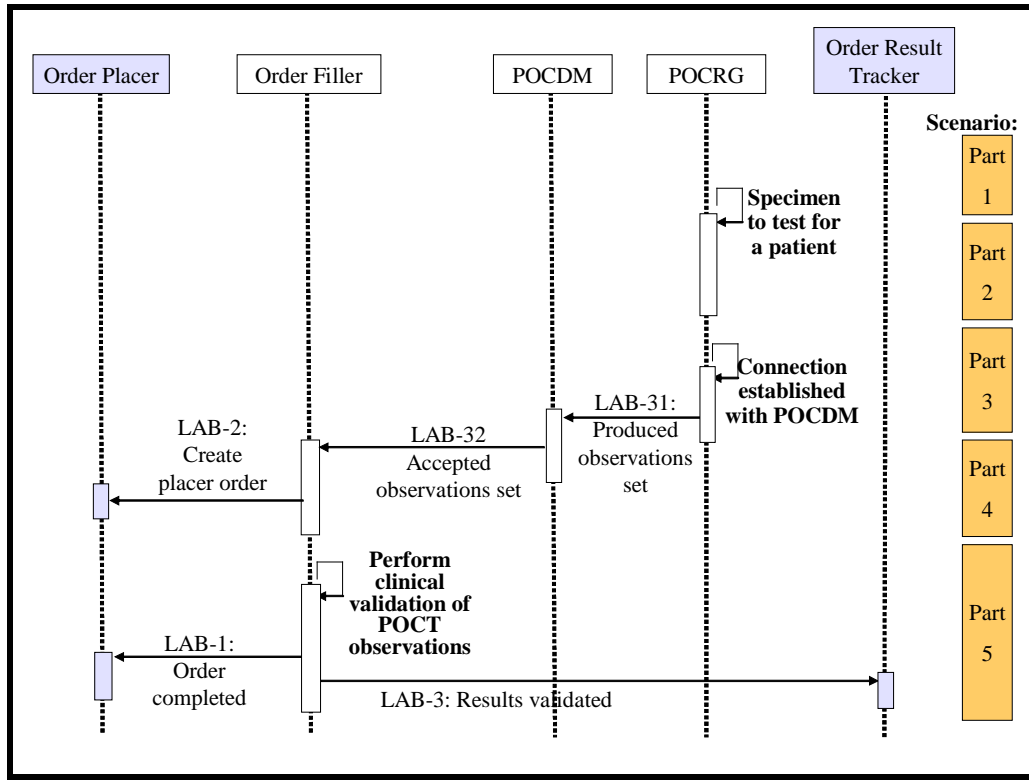 Order Placer
Order Filler
POCDM
POCRG
Order Result
Tracker
Scenario:
Part
1
Specimen
to test for
a patient
Part
2
Connection
established
with POCDM
Part
3
LAB-31:
Produced
observations
set
LAB-32
Accepted
observations set
LAB-2:
Create
placer order
Part
4
Perform
clinical
validation of
POCT
observations
Part
5
LAB-1:
Order
completed
LAB-3: Results validated